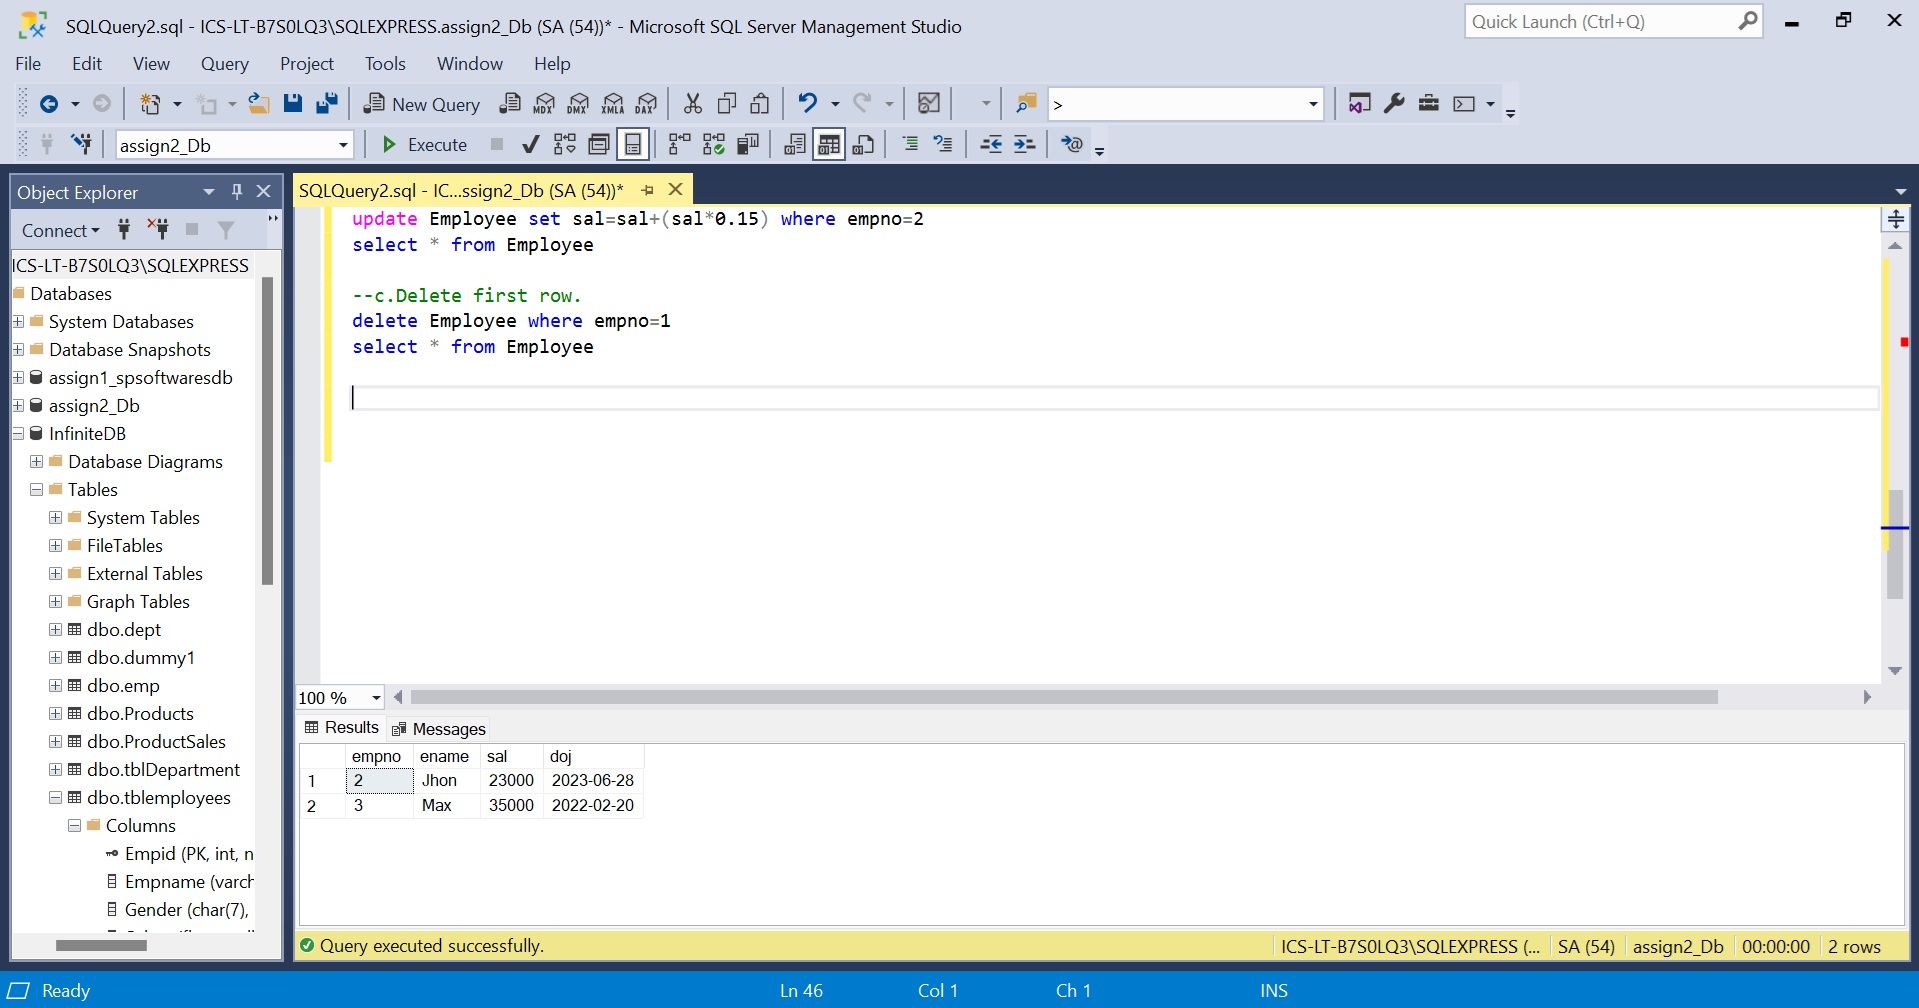 SQLQuery2.sql - ICS-LT-B7S0LQ3\SQLEXPRESS.assign2_Db (SA (54))* - Microsoft SQL Server Management Studio
Quick Launch (Ctrl+Q)
File Edit View Query Project Tools Window Help
New Query MDX DMX XMLA DAX >
assign2_Db Execute
Object Explorer
SQLQuery2.sql - IC...ssign2_Db (SA (54))*
Connect
ICS-LT-B7S0LQ3\SQLEXPRESS
Databases
System Databases
Database Snapshots
assign1_spsoftwaresdb
assign2_Db
InfiniteDB
Database Diagrams
Tables
System Tables
FileTables
External Tables
Graph Tables
dbo.dept
dbo.dummy1
dbo.emp
dbo.Products
dbo.ProductSales
dbo.tblDepartment
dbo.tblemployees
Columns
Empid (PK, int, n
Empname (varch
Gender (char(7),
update Employee set sal=sal+(sal*0.15) where empno=2
select * from Employee
--c.Delete first row.
delete Employee where empno=1
select * from Employee
100 %
Results Messages
empno ename sal doj
1 2 Jhon 23000 2023-06-28
2 3 Max 35000 2022-02-20
Query executed successfully.
ICS-LT-B7S0LQ3\SQLEXPRESS (... SA (54) assign2_Db 00:00:00 2 rows
Ready Ln 46 Col 1 Ch 1 INS